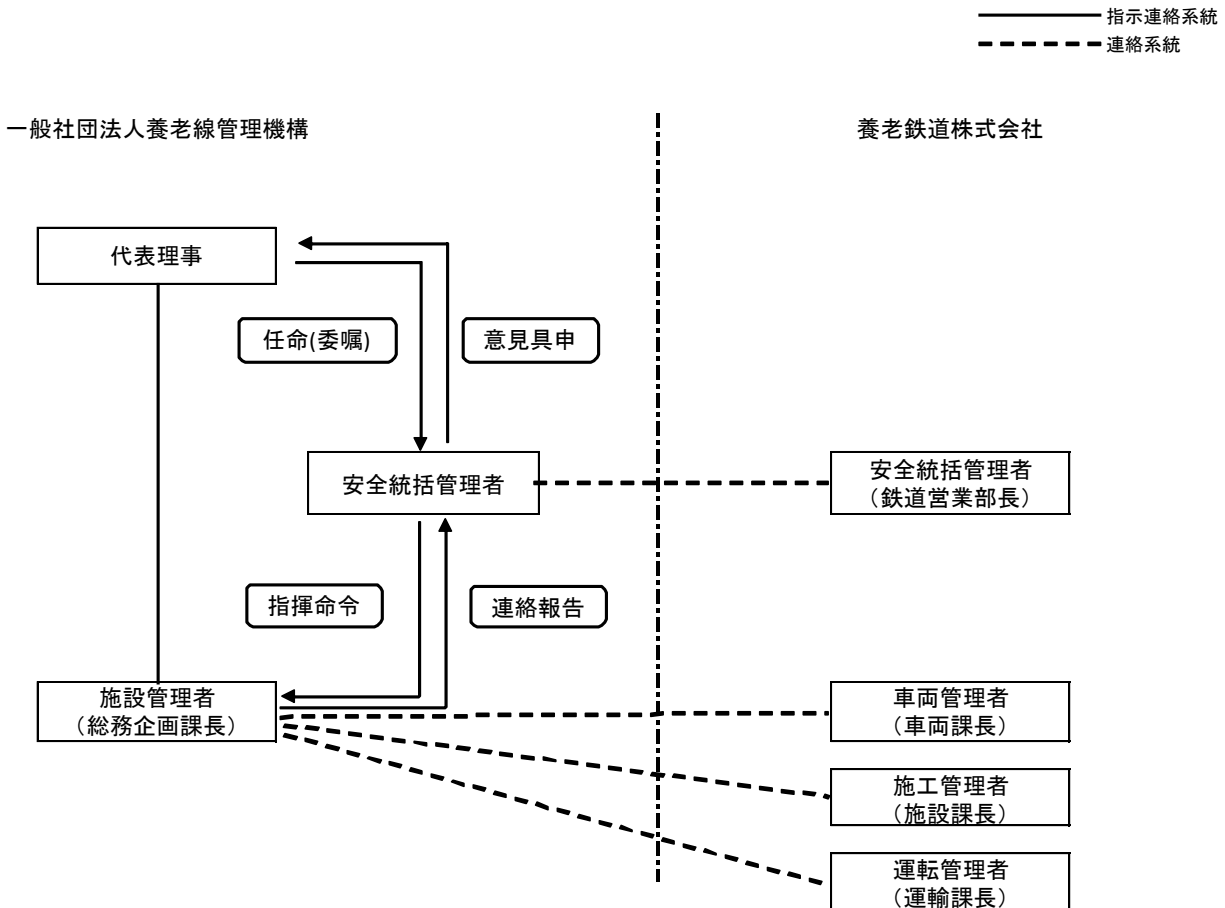 指示連絡系統
連絡系統
一般社団法人養老線管理機構
養老鉄道株式会社
代表理事
任命(委嘱)
意見具申
安全統括管理者
安全統括管理者
（鉄道営業部長）
指揮命令
連絡報告
施設管理者
（総務企画課長）
車両管理者
（車両課長）
施工管理者
（施設課長）
運転管理者
（運輸課長）